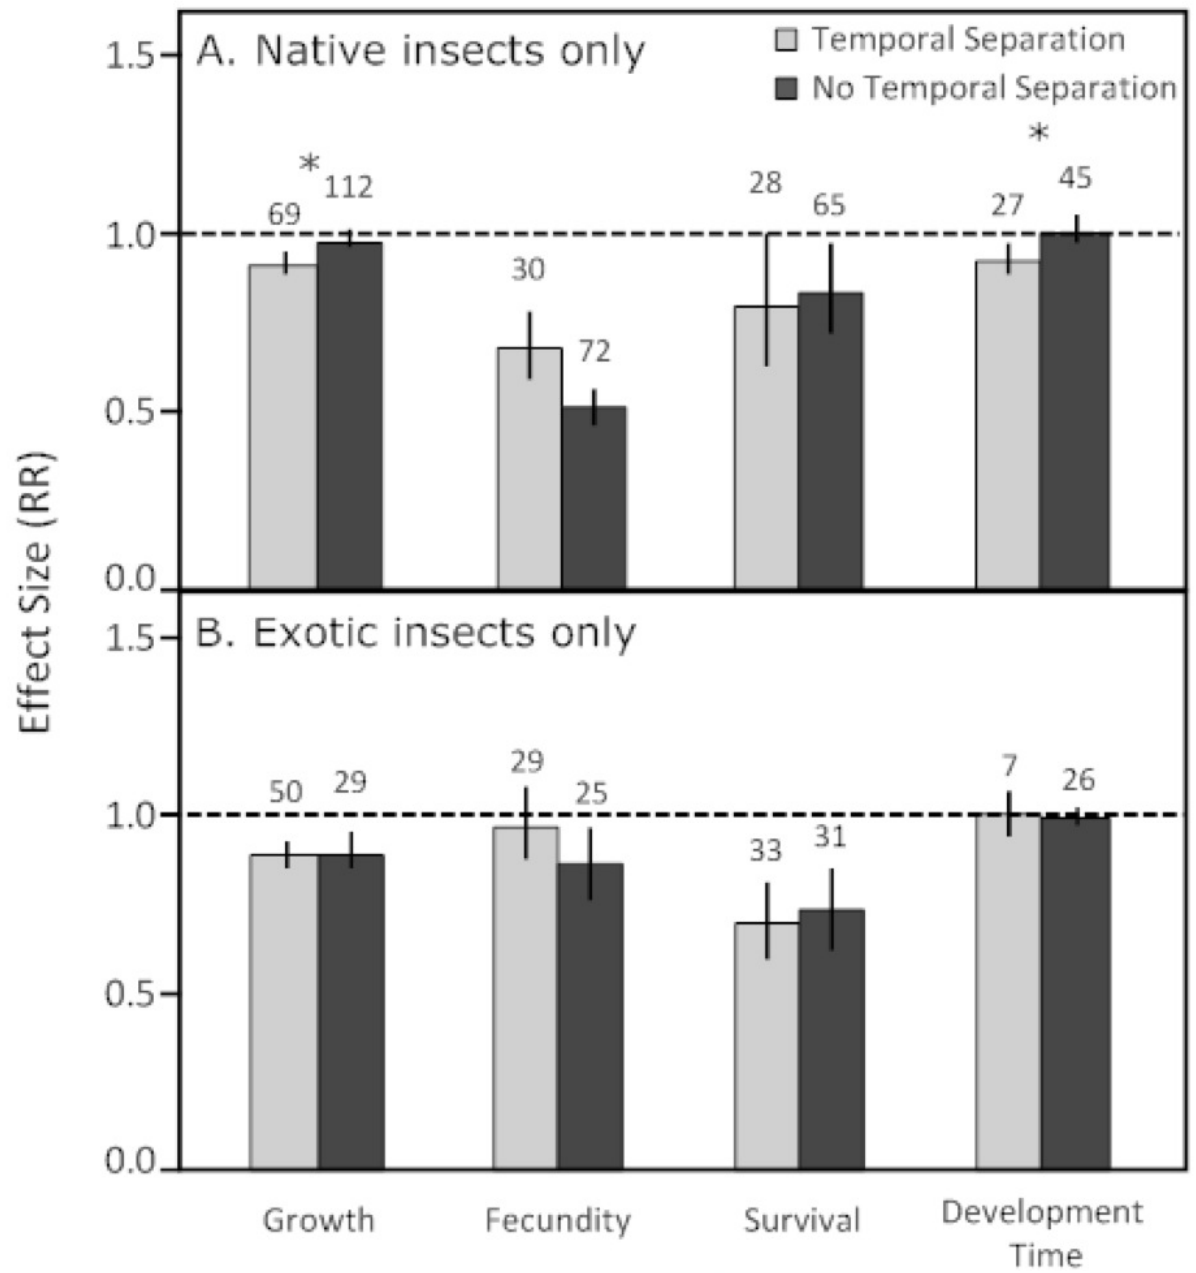 A. Native insects only
Temporal Separation
No Temporal Separation
1.5
*
*
112
69
28
65
27
45
1.0
30
72
0.5
0.0
Effect Size (RR)
B. Exotic insects only
1.5
50
29
29
25
33
31
7
26
1.0
0.5
0.0
Growth
Fecundity
Survival
Development
Time